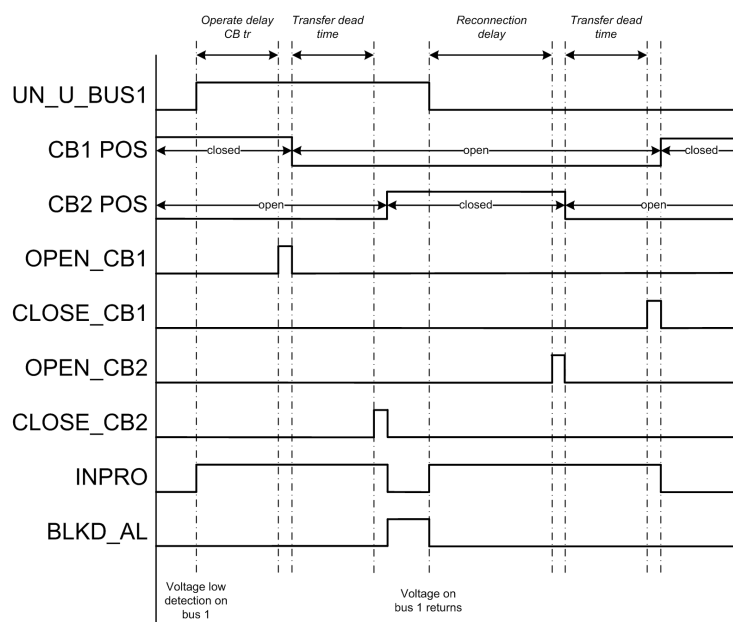 Operate delay
CB tr
Transfer dead
time
Reconnection
delay
Transfer dead
time
UN_U_BUS1
CB1 POS
closed
open
closed
CB2 POS
open
closed
open
OPEN_CB1
CLOSE_CB1
OPEN_CB2
CLOSE_CB2
INPRO
BLKD_AL
Voltage low
detection on
bus 1
Voltage on
bus 1 returns